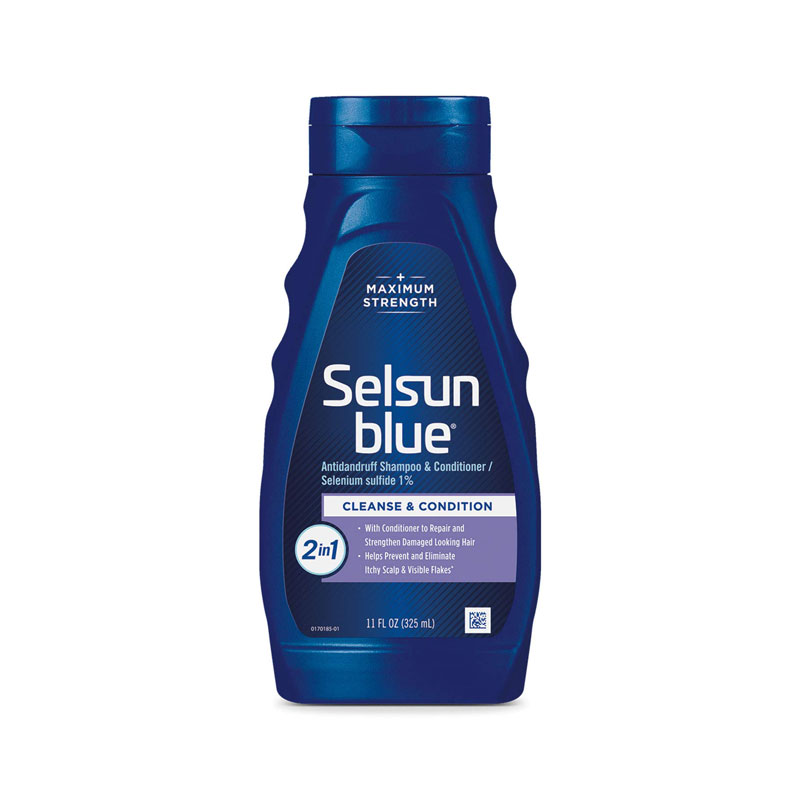 MAXIMUM
STRENGTH
Selsun
blue®
Antidandruff Shampoo & Conditioner /
Selenium sulfide 1%
CLEANSE & CONDITION
2in1
• With Conditioner to Repair and
Strengthen Damaged Looking Hair
• Helps Prevent and Eliminate
Itchy Scalp & Visible Flakes*
0170185-01
11 FL OZ (325 mL)